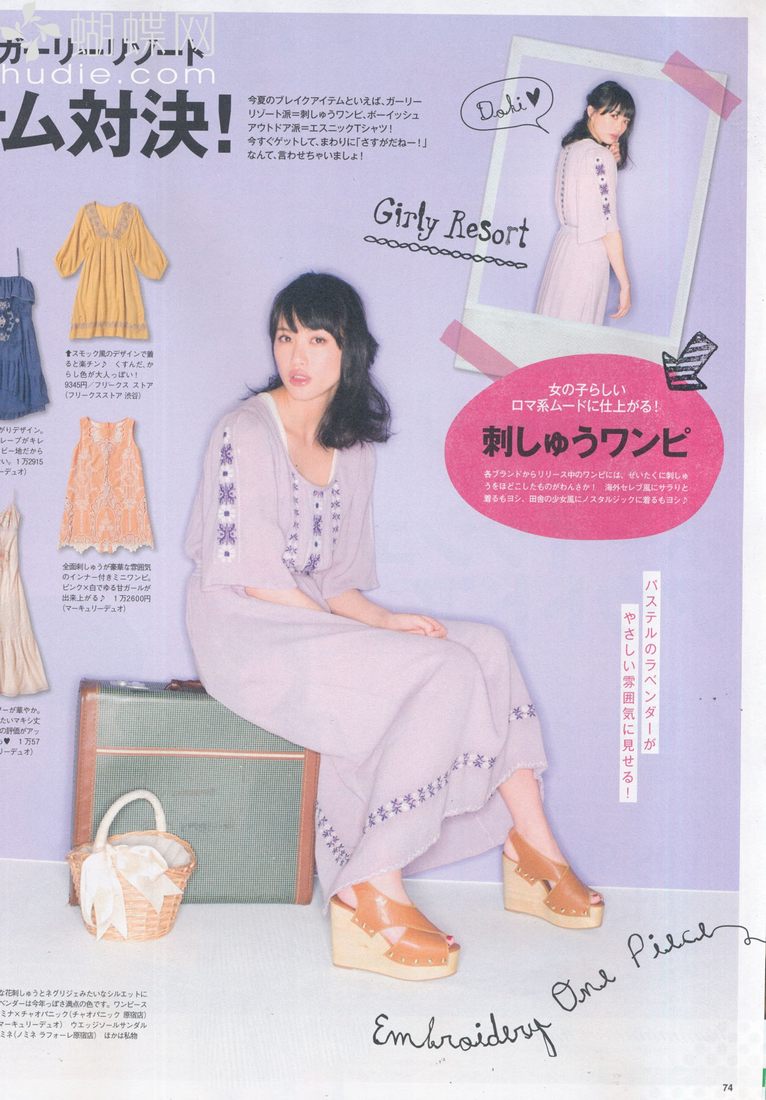 蝴蝶网
hudie.com
ガーリーリゾート
ーム対決!
今夏のブレイクアイテムといえば、ガーリー
リゾート派=刺しゅうワンピ、ボーイッシュ
アウトドア派=エスニックTシャツ!
今すぐゲットして、まわりに「さすがだねー!」
なんて、言わせちゃいましょ!
Doki♥
Girly Resort
⬆スモック風のデザインで着
ると楽チン♪ くすんだ、か
らし色が大人っぽい!
9345円/フリークス ストア
(フリークスストア 渋谷)
女の子らしい
ロマ系ムードに仕上がる!
刺しゅうワンピ
各ブランドからリリース中のワンピには、ぜいたくに刺しゅ
うをほどこしたものがわんさか! 海外セレブ風にサラりと
着るもヨシ、田舎の少女風にノスタルジックに着るもヨシ♪
がりデザイン。
レープがキレ
ビー地だから
い。1万2915
ーデュオ)
全面刺しゅうが豪華な雰囲気
のインナー付きミニワンピ。
ピンク×白でゆる甘ガールが
出来上がる♪ 1万2600円
(マーキュリーデュオ)
パステルのラベンダーが
やさしい雰囲気に見せる!
ザーが華やか。
たいマキシ丈
の評価がアッ
も♥ 1万57
リーデュオ)
な花刺しゅうとネグリジェみたいなシルエットに
ベンダーは今年っぽさ満点の色です。ワンピース
ミナ×チャオパニック(チャオパニック 原宿店)
マーキュリーデュオ) ウエッジソールサンダル
ミネ(ノミネ ラフォーレ原宿店) ほかは私物
Embroidery One Piece
74